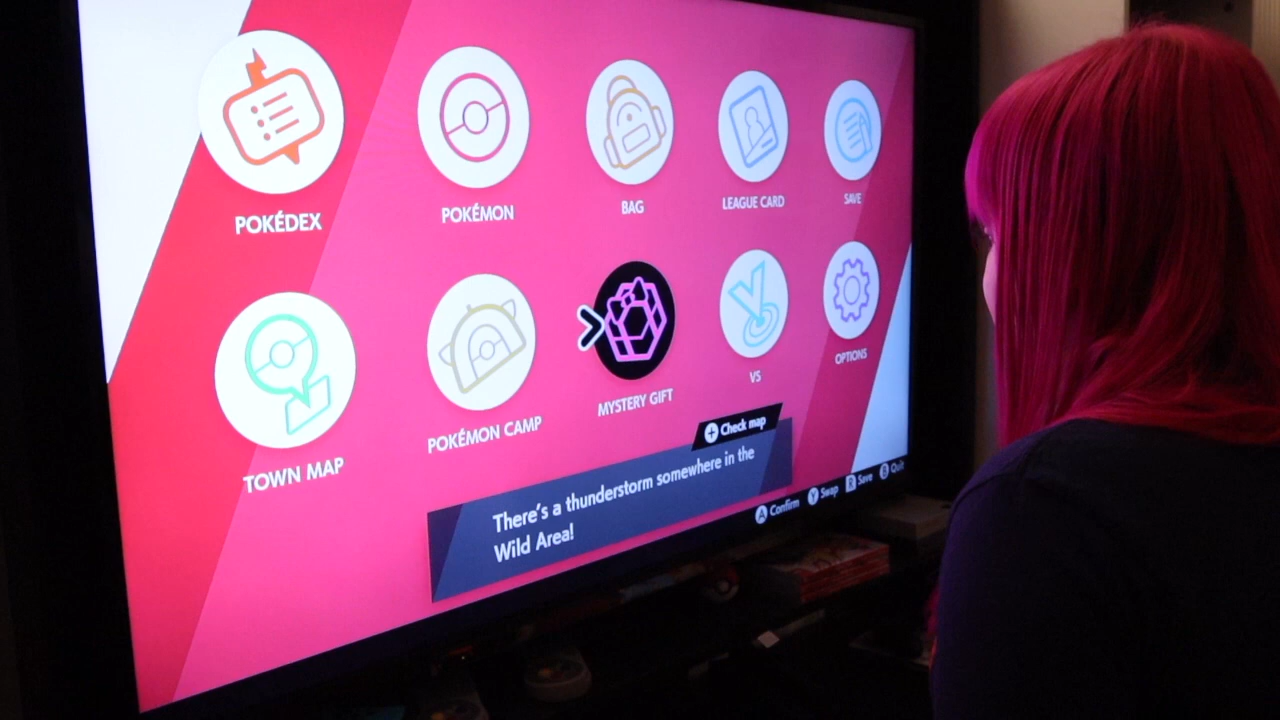 POKÉDEX
POKÉMON
BAG
LEAGUE CARD
SAVE
TOWN MAP
POKÉMON CAMP
MYSTERY GIFT
VS
OPTIONS
+ Check map
There's a thunderstorm somewhere in the
Wild Area!
A Confirm Y Swap R Save B Quit